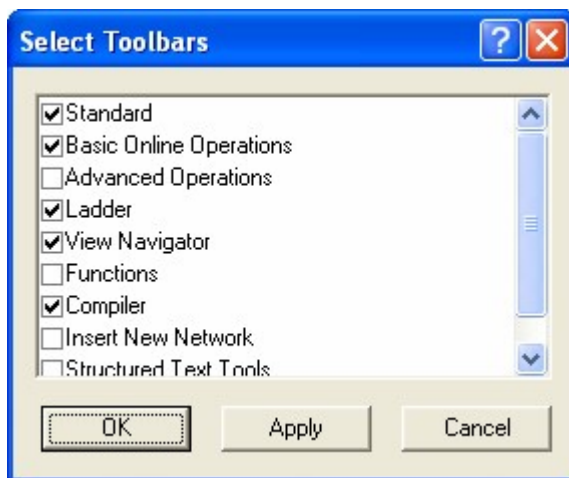 Select Toolbars
Standard
Basic Online Operations
Advanced Operations
Ladder
View Navigator
Functions
Compiler
Insert New Network
Structured Text Tools
OK Apply Cancel